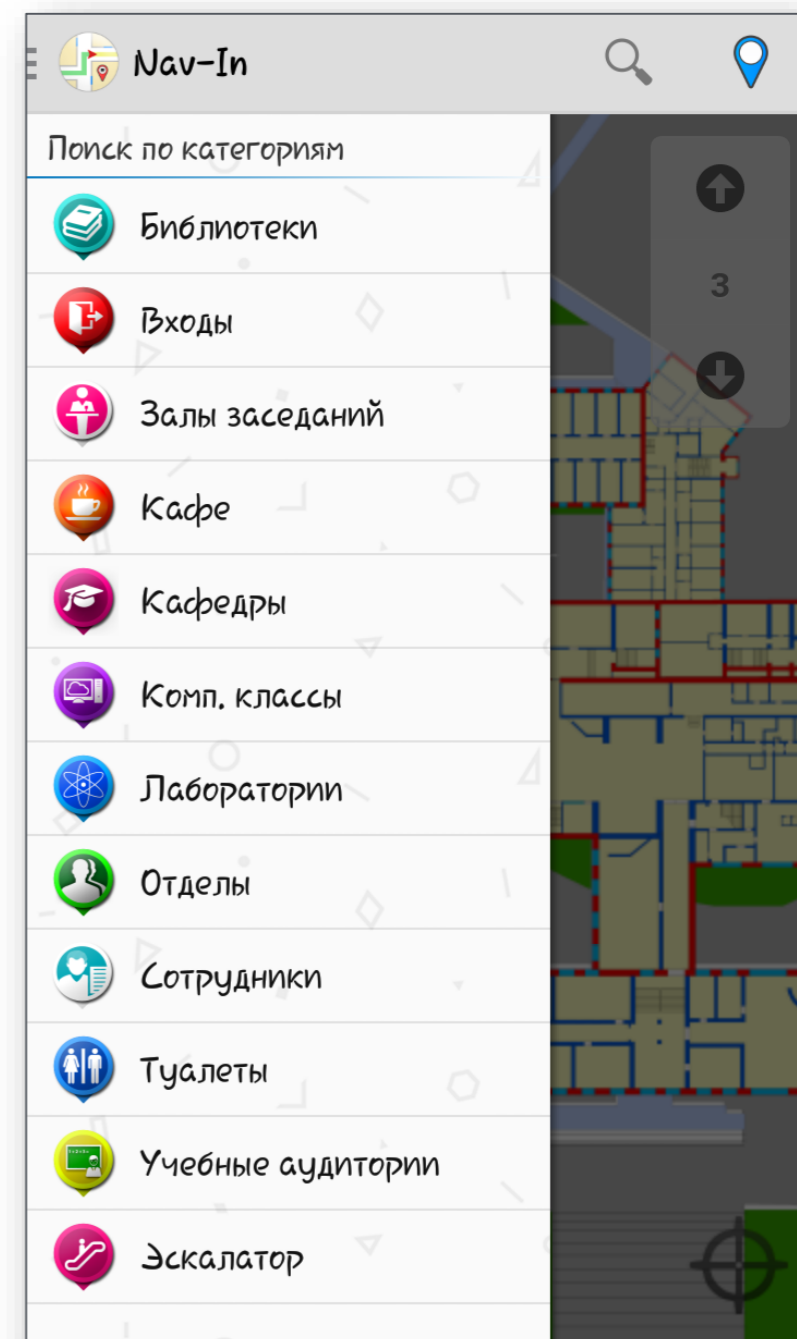 Nav-In
Поиск по категориям
Библиотеки
Входы
3
Залы заседаний
Кафе
Кафедры
Комп. классы
Лаборатории
Отделы
Сотрудники
Туалеты
Учебные аудитории
Эскалатор